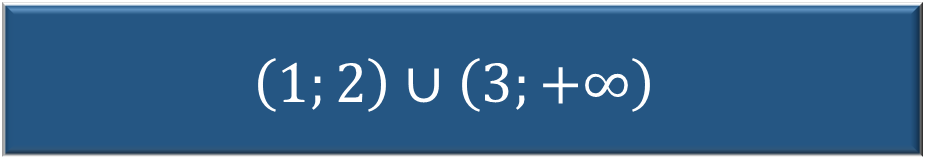 (1; 2) ∪ (3; +∞)